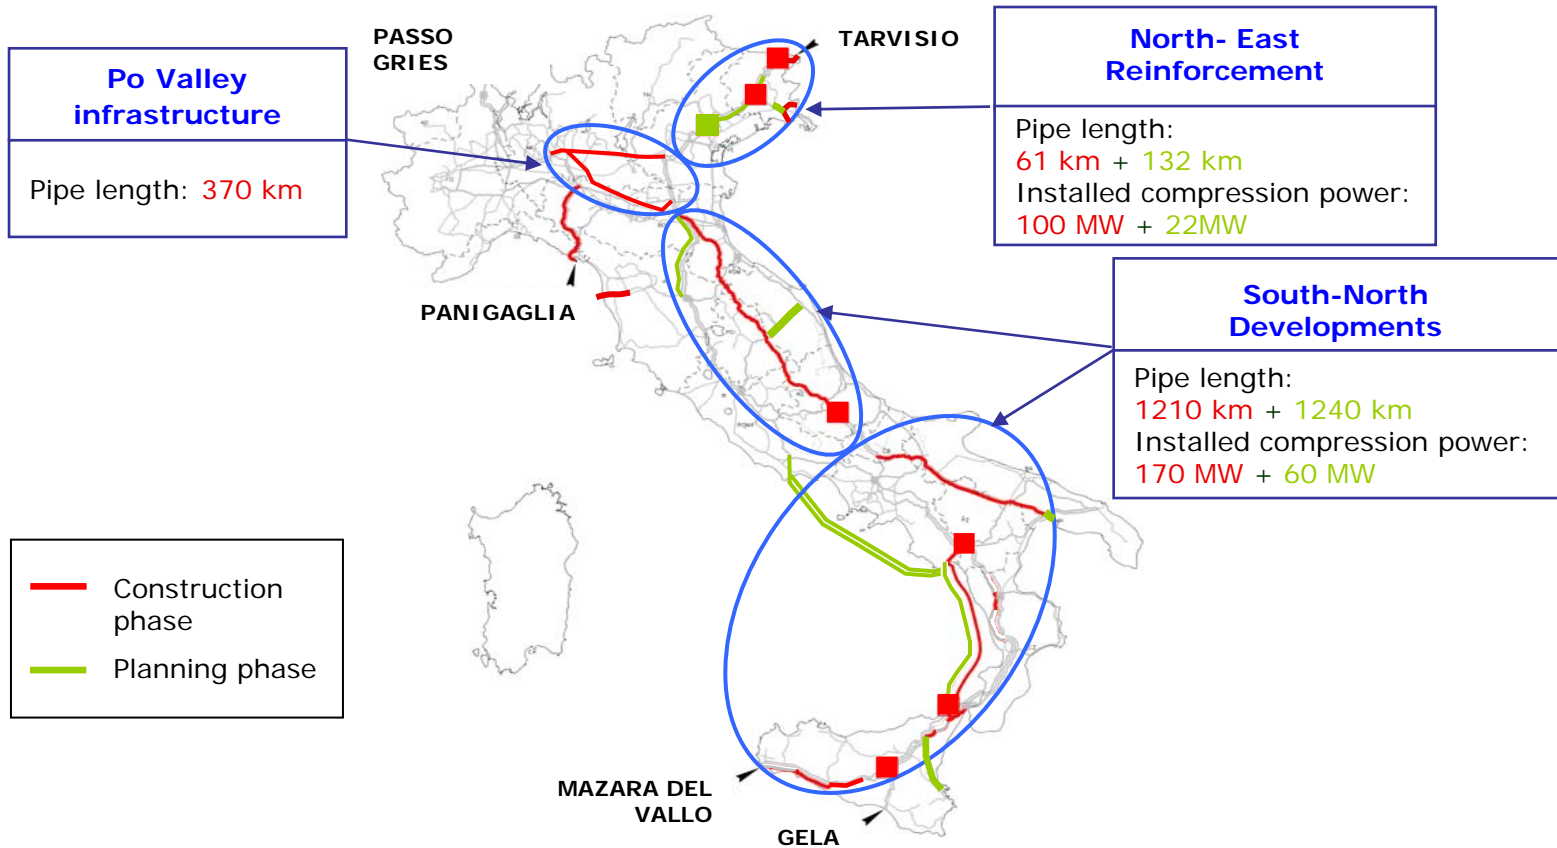 PASSO
GRIES
TARVISIO
Po Valley
infrastructure
Pipe length: 370 km
North- East
Reinforcement
Pipe length:
61 km + 132 km
Installed compression power:
100 MW + 22MW
PANIGAGLIA
South-North
Developments
Pipe length:
1210 km + 1240 km
Installed compression power:
170 MW + 60 MW
Construction
phase
Planning phase
MAZARA DEL
VALLO
GELA